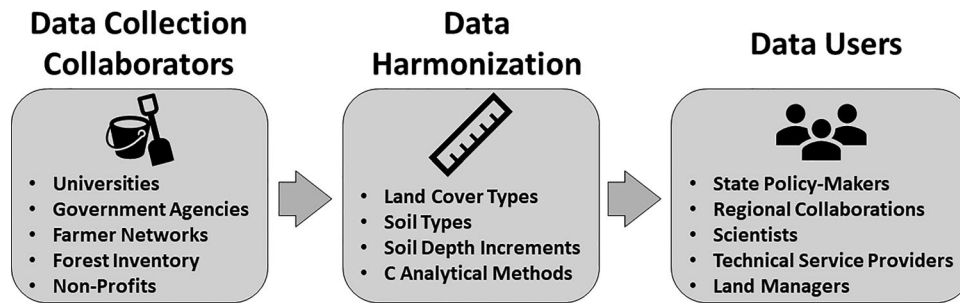 Data Collection
Collaborators
• Universities
• Government Agencies
• Farmer Networks
• Forest Inventory
• Non-Profits
Data
Harmonization
• Land Cover Types
• Soil Types
• Soil Depth Increments
• C Analytical Methods
Data Users
• State Policy-Makers
• Regional Collaborations
• Scientists
• Technical Service Providers
• Land Managers